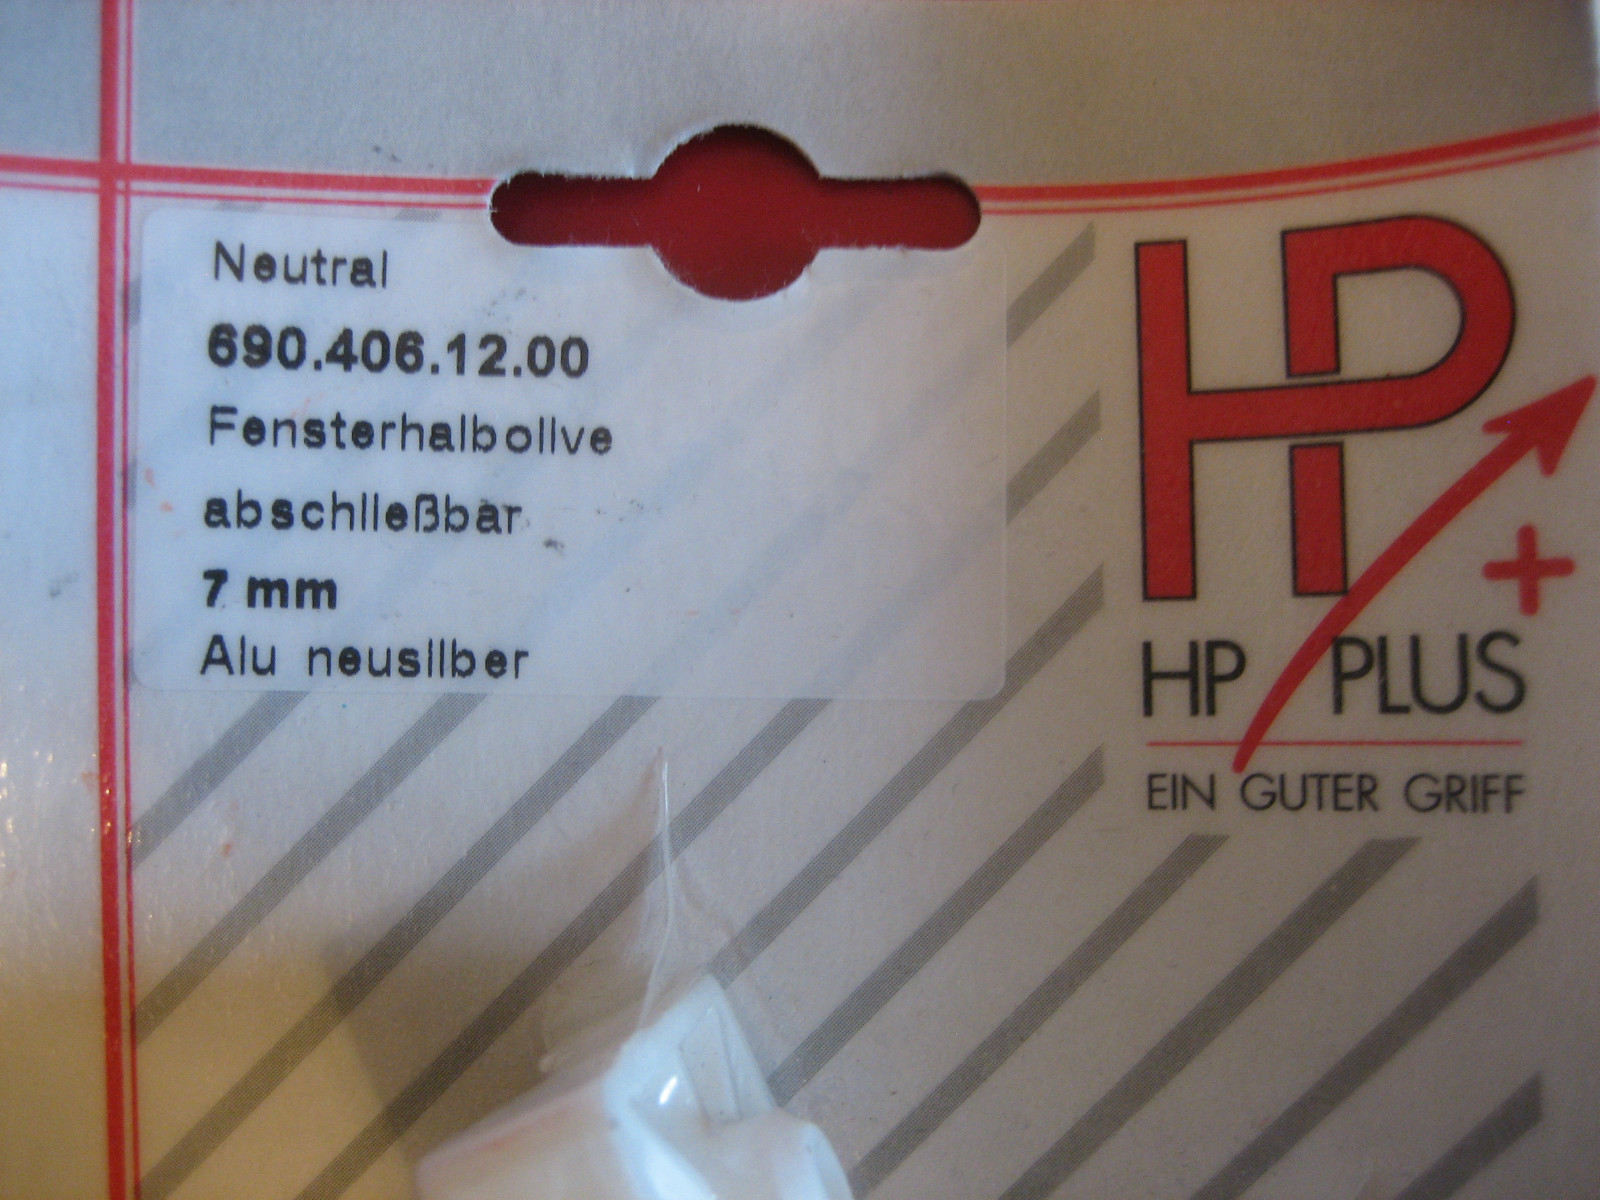 Neutral
690.406.12.00
Fensterhalbolive
abschließbar
7 mm
Alu neusilber
HP
+
HP PLUS
EIN GUTER GRIFF